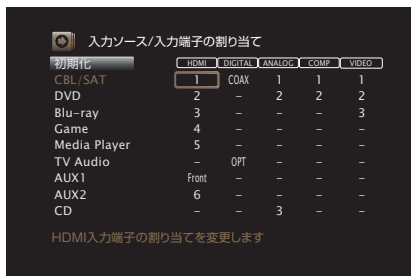 入力ソース/入力端子の割り当て
初期化 HDMI DIGITAL ANALOG COMP VIDEO
CBL/SAT 1 COAX 1 1 1
DVD 2 – 2 2 2
Blu-ray 3 – – – 3
Game 4 – – – –
Media Player 5 – – – –
TV Audio – OPT – – –
AUX1 Front – – – –
AUX2 6 – – – –
CD – – 3 – –
HDMI入力端子の割り当てを変更します